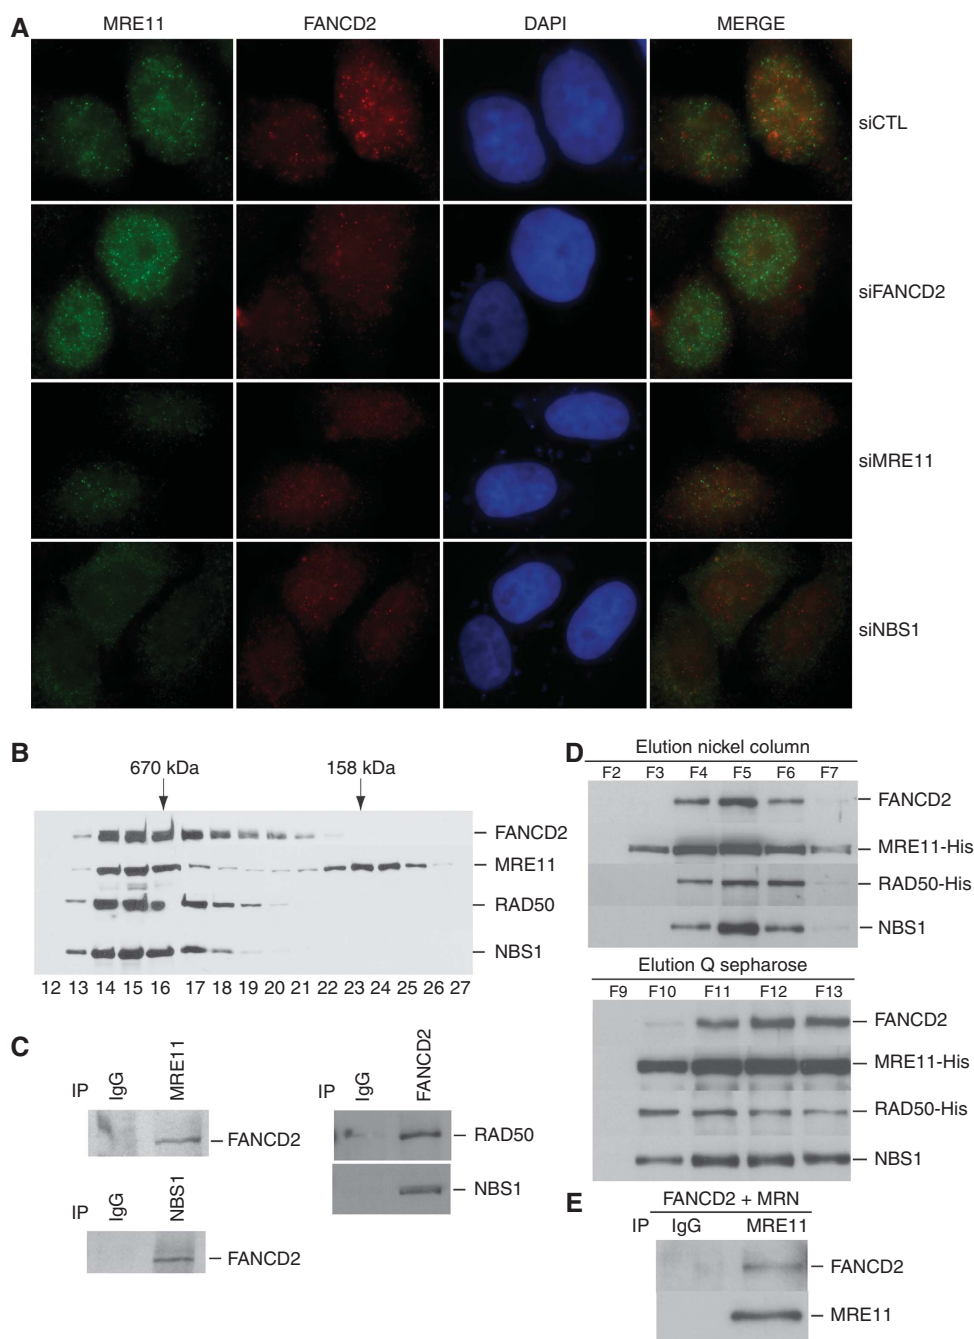 A
MRE11 FANCD2 DAPI MERGE
siCTL
siFANCD2
siMRE11
siNBS1
B
670 kDa 158 kDa
FANCD2
MRE11
RAD50
NBS1
12 13 14 15 16 17 18 19 20 21 22 23 24 25 26 27
C
IP IgG MRE11
FANCD2
IP IgG NBS1
FANCD2
IP IgG FANCD2
RAD50
NBS1
D
Elution nickel column
F2 F3 F4 F5 F6 F7
FANCD2
MRE11-His
RAD50-His
NBS1
Elution Q sepharose
F9 F10 F11 F12 F13
FANCD2
MRE11-His
RAD50-His
NBS1
E
FANCD2 + MRN
IP IgG MRE11
FANCD2
MRE11